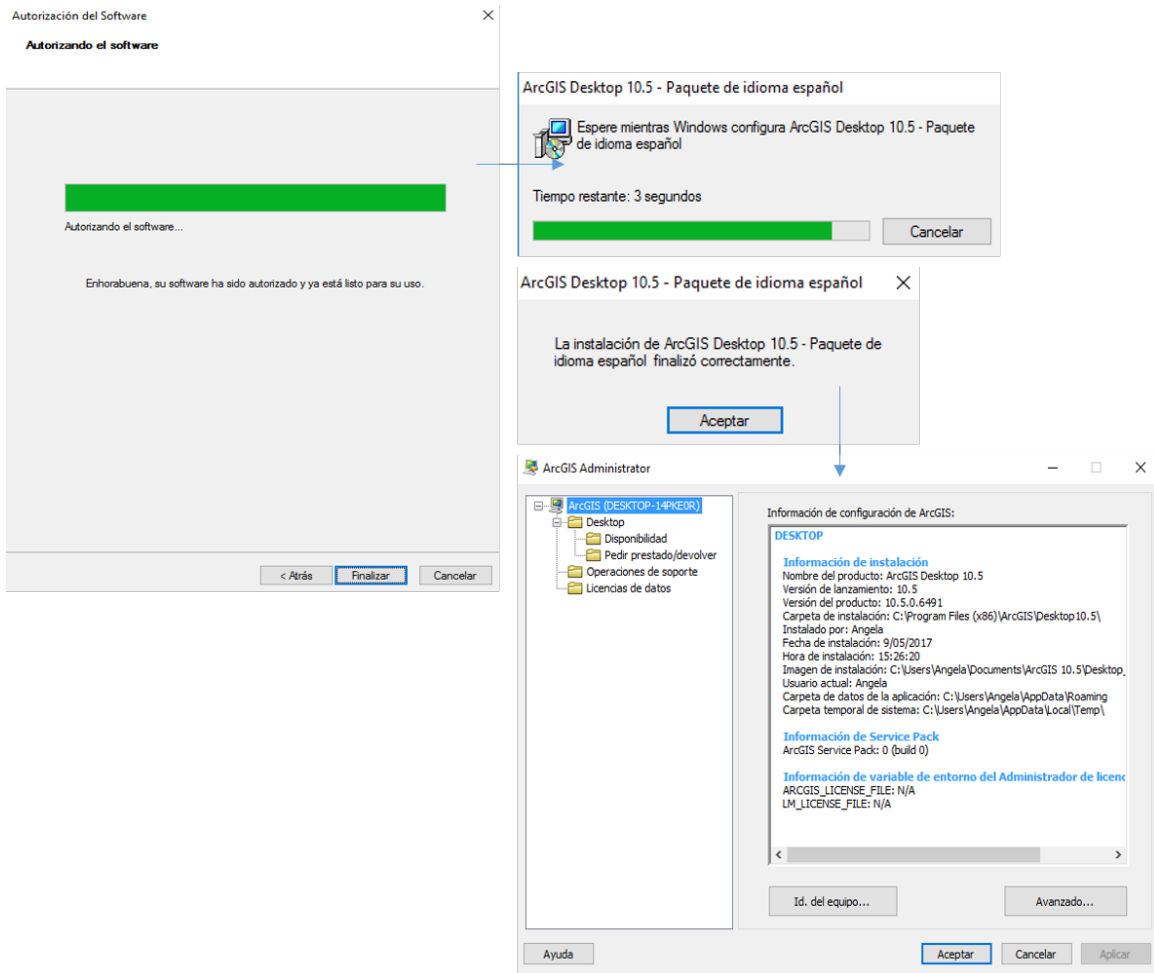 Autorización del Software
Autorizando el software
Autorizando el software...
Enhorabuena, su software ha sido autorizado y ya está listo para su uso.
< Atrás
Finalizar
Cancelar
ArcGIS Desktop 10.5 - Paquete de idioma español
Espere mientras Windows configura ArcGIS Desktop 10.5 - Paquete
de idioma español
Tiempo restante: 3 segundos
Cancelar
ArcGIS Desktop 10.5 - Paquete de idioma español
La instalación de ArcGIS Desktop 10.5 - Paquete de
idioma español finalizó correctamente.
Aceptar
ArcGIS Administrator
ArcGIS (DESKTOP-14PKE0R)
Desktop
Disponibilidad
Pedir prestado/devolver
Operaciones de soporte
Licencias de datos
Información de configuración de ArcGIS:
DESKTOP
Información de instalación
Nombre del producto: ArcGIS Desktop 10.5
Versión de lanzamiento: 10.5
Versión del producto: 10.5.0.6491
Carpeta de instalación: C:\Program Files (x86)\ArcGIS\Desktop10.5\
Instalado por: Angela
Fecha de instalación: 9/05/2017
Hora de instalación: 15:26:20
Imagen de instalación: C:\Users\Angela\Documents\ArcGIS 10.5\Desktop_
Usuario actual: Angela
Carpeta de datos de la aplicación: C:\Users\Angela\AppData\Roaming
Carpeta temporal de sistema: C:\Users\Angela\AppData\Local\Temp\
Información de Service Pack
ArcGIS Service Pack: 0 (build 0)
Información de variable de entorno del Administrador de licenc
ARCGIS_LICENSE_FILE: N/A
LM_LICENSE_FILE: N/A
Id. del equipo...
Avanzado...
Ayuda
Aceptar
Cancelar
Aplicar